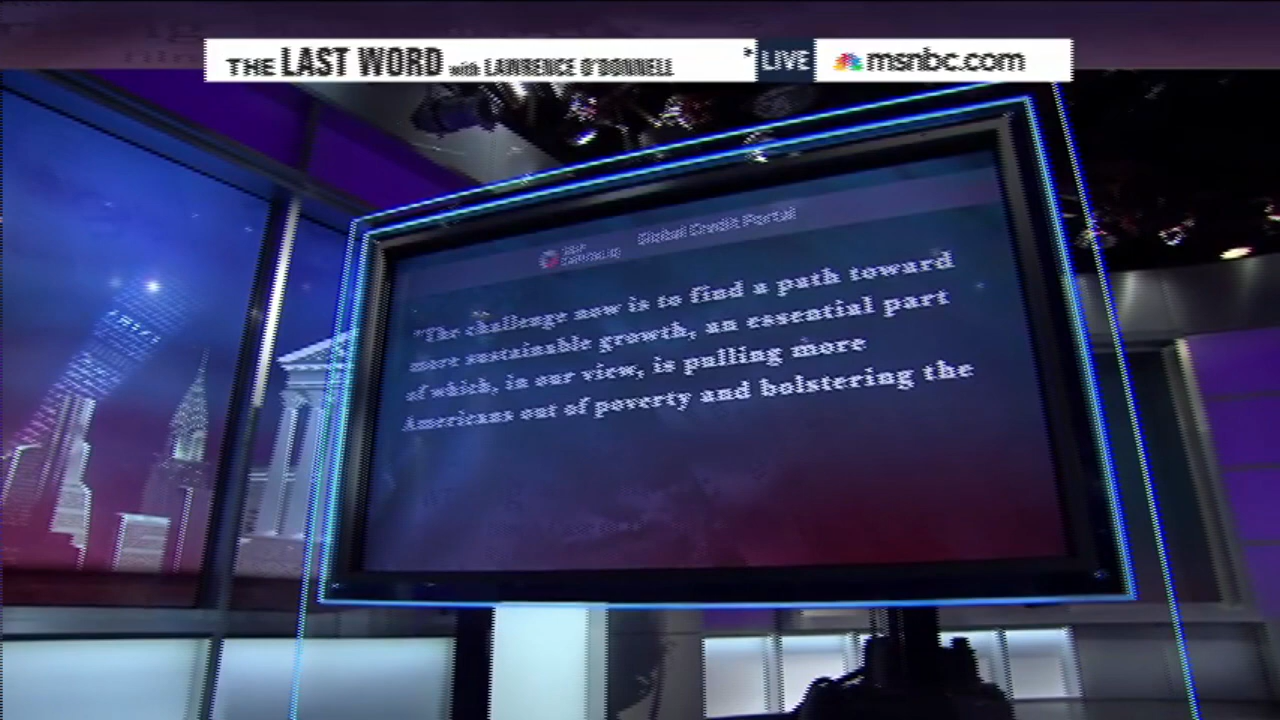 THE LAST WORD with LAWRENCE O'DONNELL LIVE msnbc.com
Global Credit Portal
"The challenge now is to find a path toward
more sustainable growth, an essential part
of which, in our view, is pulling more
Americans out of poverty and bolstering the